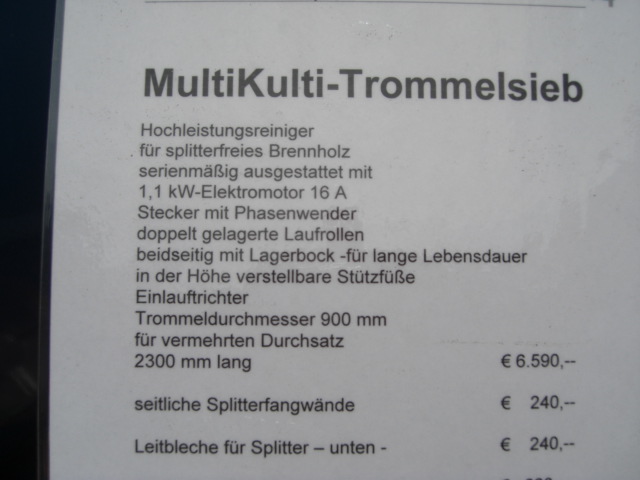 MultiKulti-Trommelsieb
Hochleistungsreiniger
für splitterfreies Brennholz
serienmäßig ausgestattet mit
1,1 kW-Elektromotor 16 A
Stecker mit Phasenwender
doppelt gelagerte Laufrollen
beidseitig mit Lagerbock -für lange Lebensdauer
in der Höhe verstellbare Stützfüße
Einlauftrichter
Trommeldurchmesser 900 mm
für vermehrten Durchsatz
2300 mm lang € 6.590,--
seitliche Splitterfangwände € 240,--
Leitbleche für Splitter – unten - € 240,--